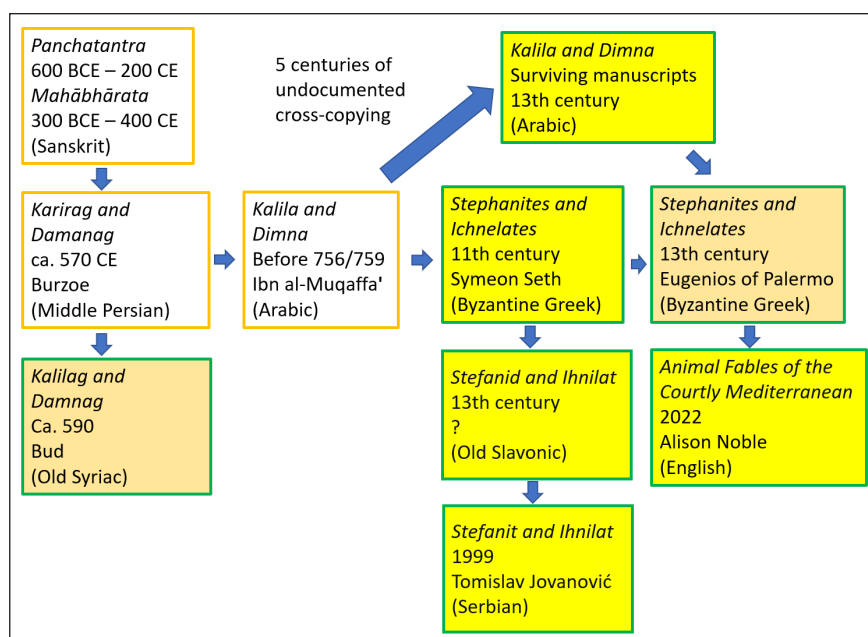 Panchatantra
600 BCE – 200 CE
Mahābhārata
300 BCE – 400 CE
(Sanskrit)
5 centuries of
undocumented
cross-copying
Kalila and Dimna
Surviving manuscripts
13th century
(Arabic)
Karirag and
Damanag
ca. 570 CE
Burzoe
(Middle Persian)
Kalila and
Dimna
Before 756/759
Ibn al-Muqaffa'
(Arabic)
Stephanites and
Ichnelates
11th century
Symeon Seth
(Byzantine Greek)
Stephanites and
Ichnelates
13th century
Eugenios of Palermo
(Byzantine Greek)
Kalilag and
Damnag
Ca. 590
Bud
(Old Syriac)
Stefanid and Ihnilat
13th century
?
(Old Slavonic)
Animal Fables of the
Courtly Mediterranean
2022
Alison Noble
(English)
Stefanit and Ihnilat
1999
Tomislav Jovanović
(Serbian)